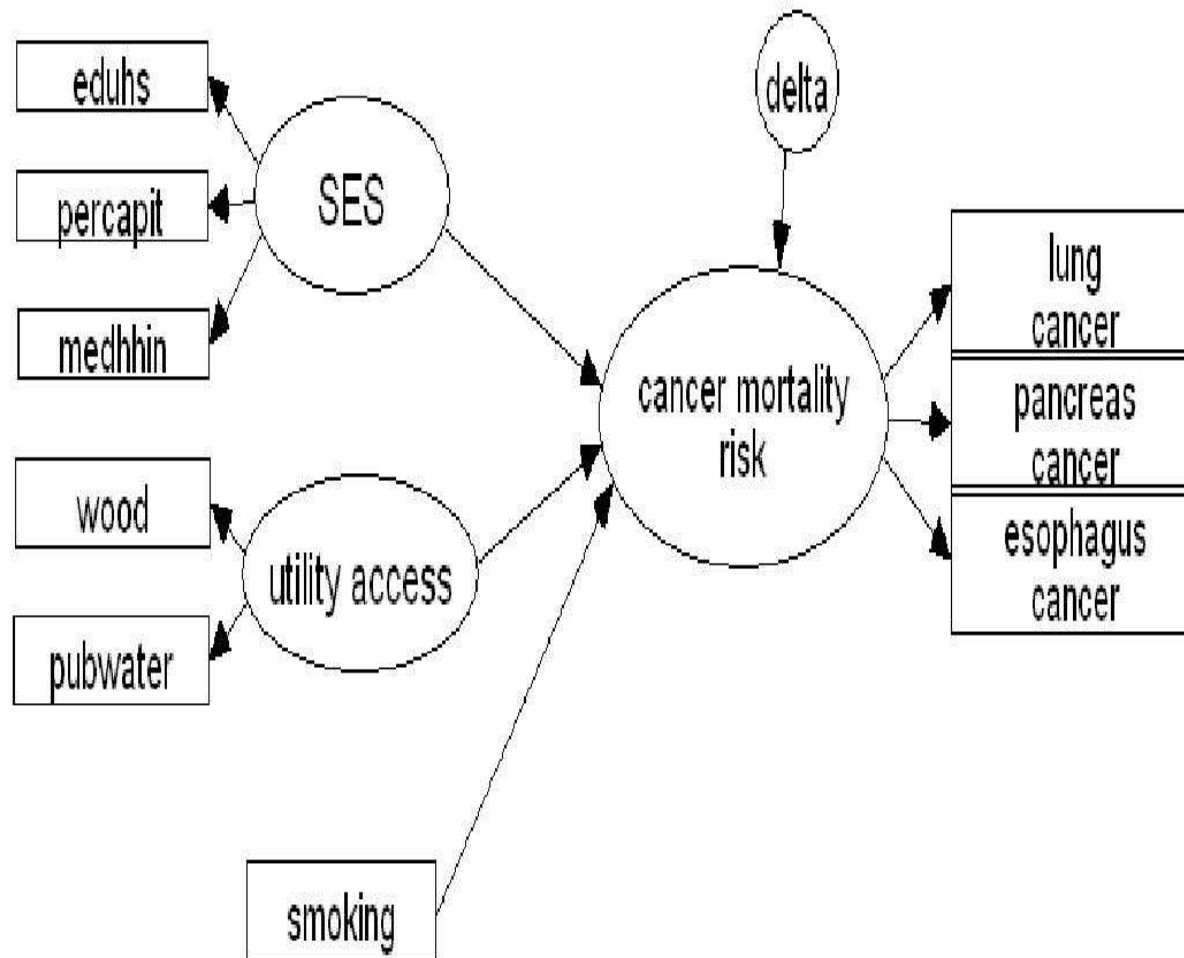 eduhs
percapit
medhhin
SES
wood
pubwater
utility access
smoking
delta
cancer mortality
risk
lung
cancer
pancreas
cancer
esophagus
cancer